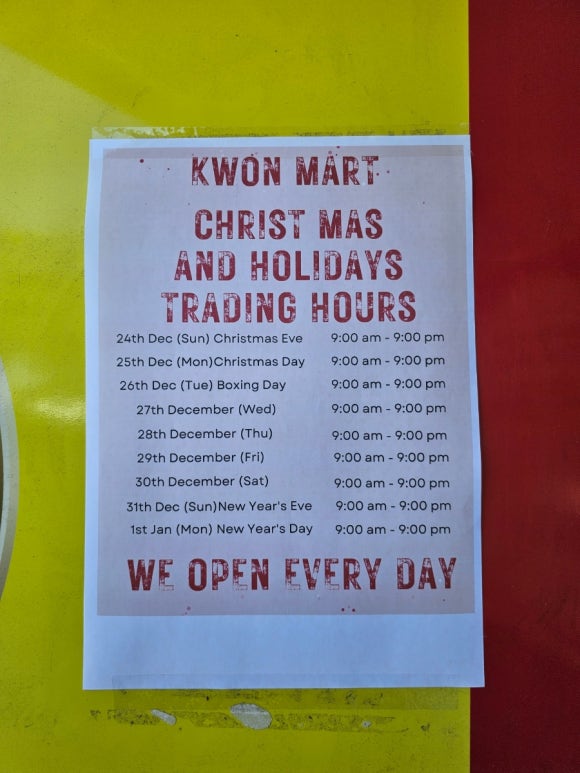 KWON MART
CHRIST MAS
AND HOLIDAYS
TRADING HOURS
24th Dec (Sun) Christmas Eve 9:00 am - 9:00 pm
25th Dec (Mon)Christmas Day 9:00 am - 9:00 pm
26th Dec (Tue) Boxing Day 9:00 am - 9:00 pm
27th December (Wed) 9:00 am - 9:00 pm
28th December (Thu) 9:00 am - 9:00 pm
29th December (Fri) 9:00 am - 9:00 pm
30th December (Sat) 9:00 am - 9:00 pm
31th Dec (Sun)New Year's Eve 9:00 am - 9:00 pm
1st Jan (Mon) New Year's Day 9:00 am - 9:00 pm
WE OPEN EVERY DAY